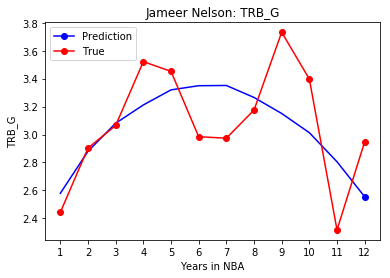 Jameer Nelson: TRB_G
Prediction
True
3.8
3.6
3.4
3.2
3.0
2.8
2.6
2.4
TRB_G
1 2 3 4 5 6 7 8 9 10 11 12
Years in NBA